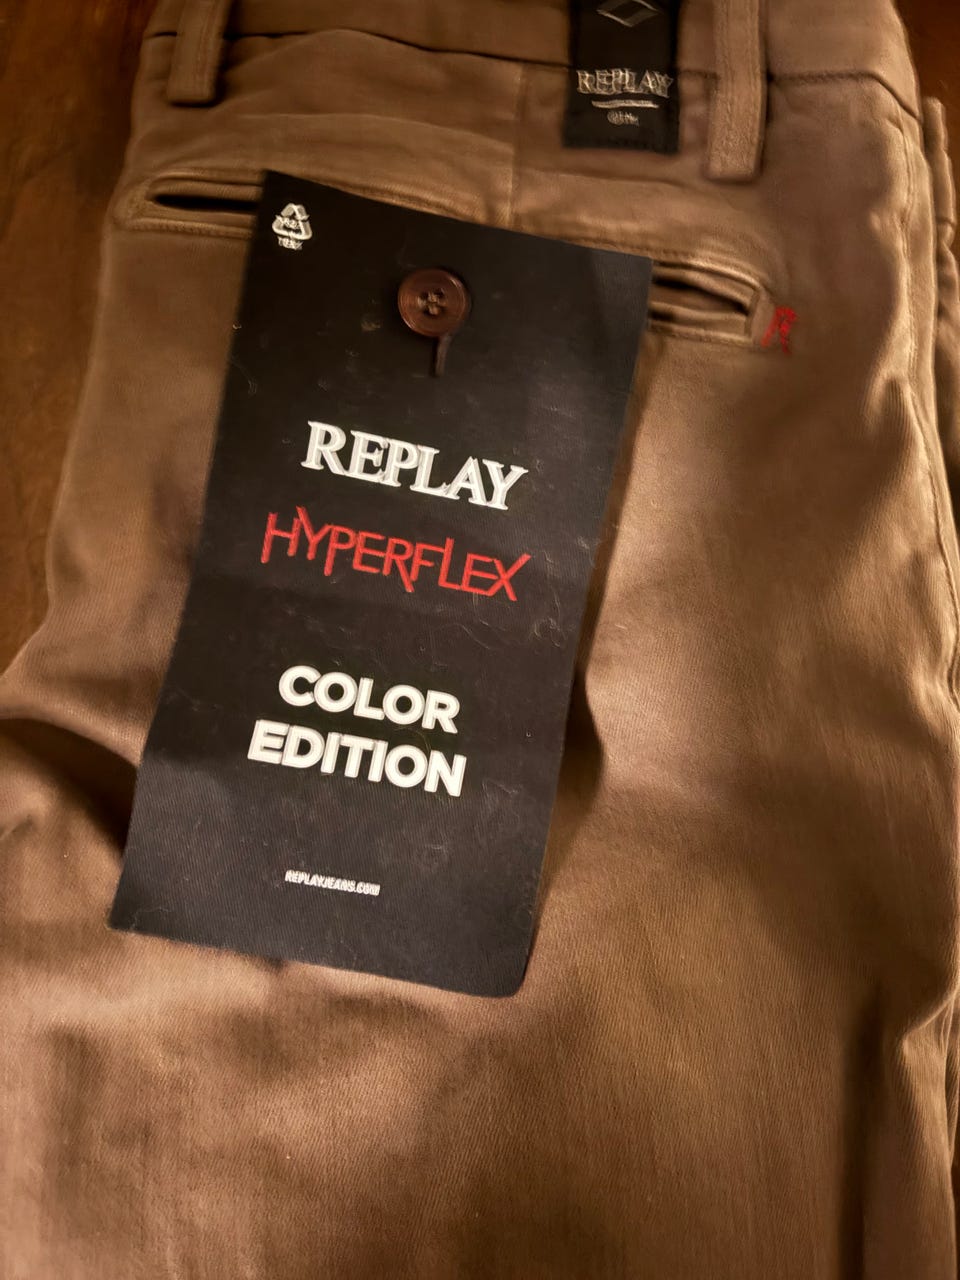 REPLAY
REPLAY
HYPERFLEX
COLOR
EDITION
REPLAYJEANS.COM
R